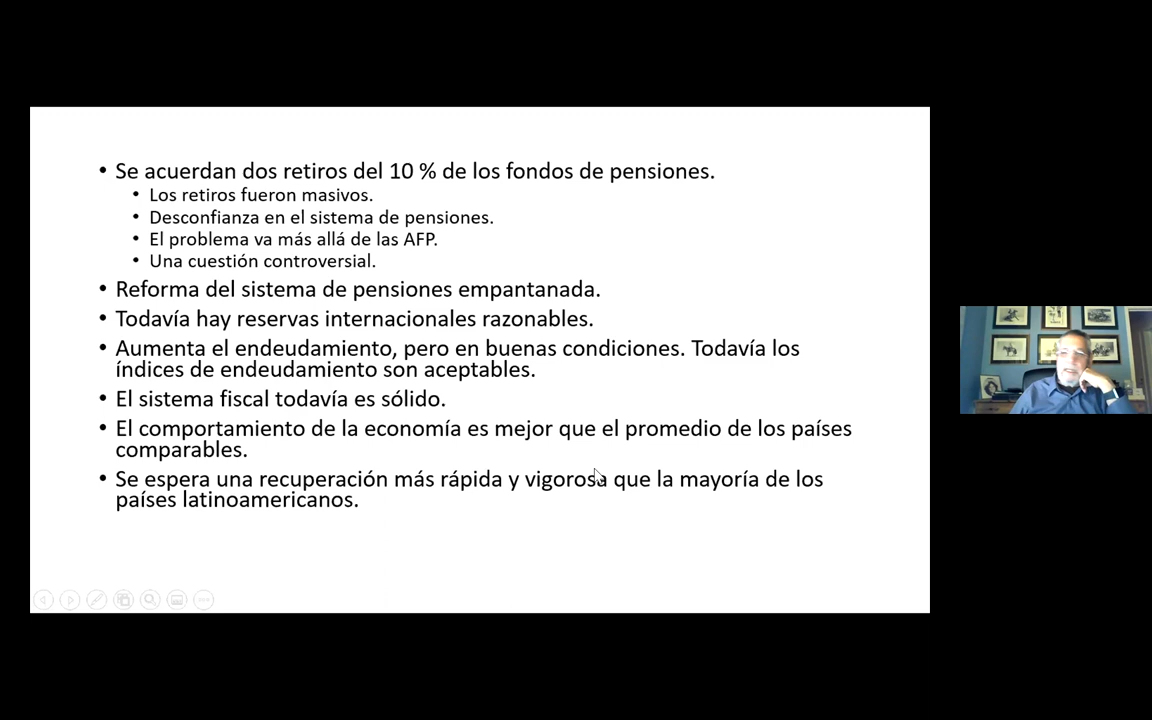 • Se acuerdan dos retiros del 10 % de los fondos de pensiones.
• Los retiros fueron masivos.
• Desconfianza en el sistema de pensiones.
• El problema va más allá de las AFP.
• Una cuestión controversial.
• Reforma del sistema de pensiones empantanada.
• Todavía hay reservas internacionales razonables.
• Aumenta el endeudamiento, pero en buenas condiciones. Todavía los
índices de endeudamiento son aceptables.
• El sistema fiscal todavía es sólido.
• El comportamiento de la economía es mejor que el promedio de los países
comparables.
• Se espera una recuperación más rápida y vigorosa que la mayoría de los
países latinoamericanos.